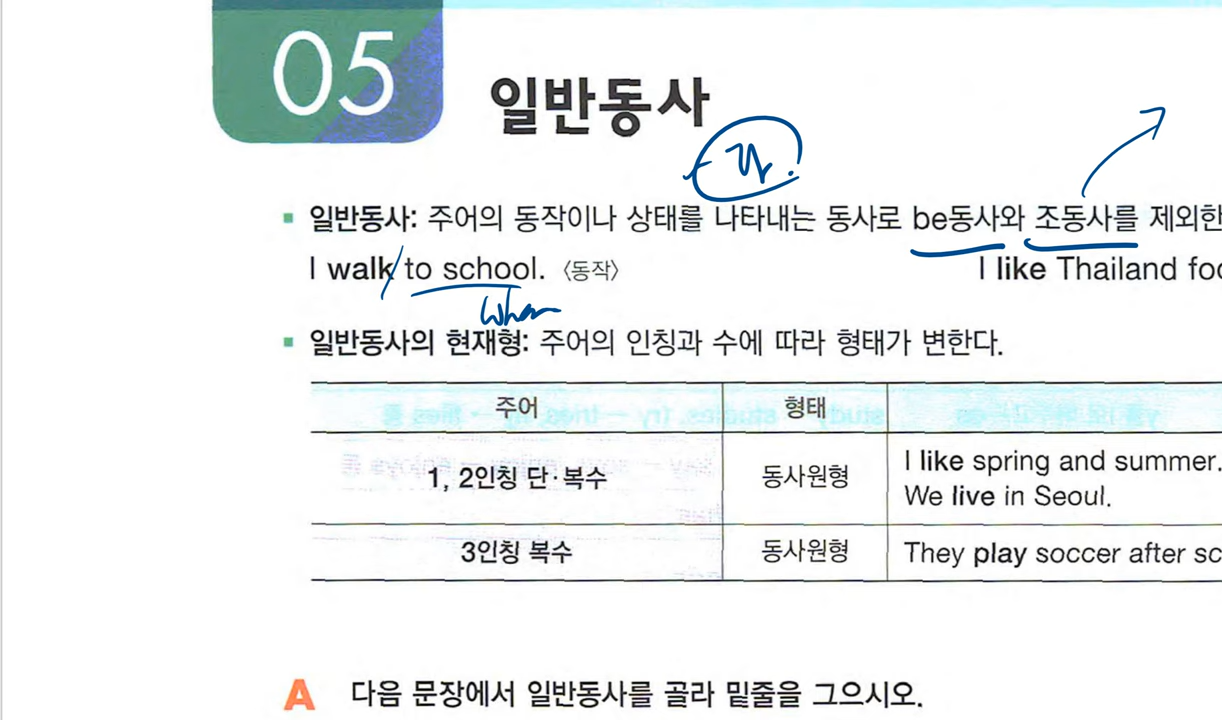 05
일반동사
일반동사: 주어의 동작이나 상태를 나타내는 동사로 be동사와 조동사를 제외한
I walk to school. 〈동작〉
I like Thailand foo
일반동사의 현재형: 주어의 인칭과 수에 따라 형태가 변한다.
주어
형태
1, 2인칭 단·복수
동사원형
I like spring and summer.
We live in Seoul.
3인칭 복수
동사원형
They play soccer after sc
A 다음 문장에서 일반동사를 골라 밑줄을 그으시오.